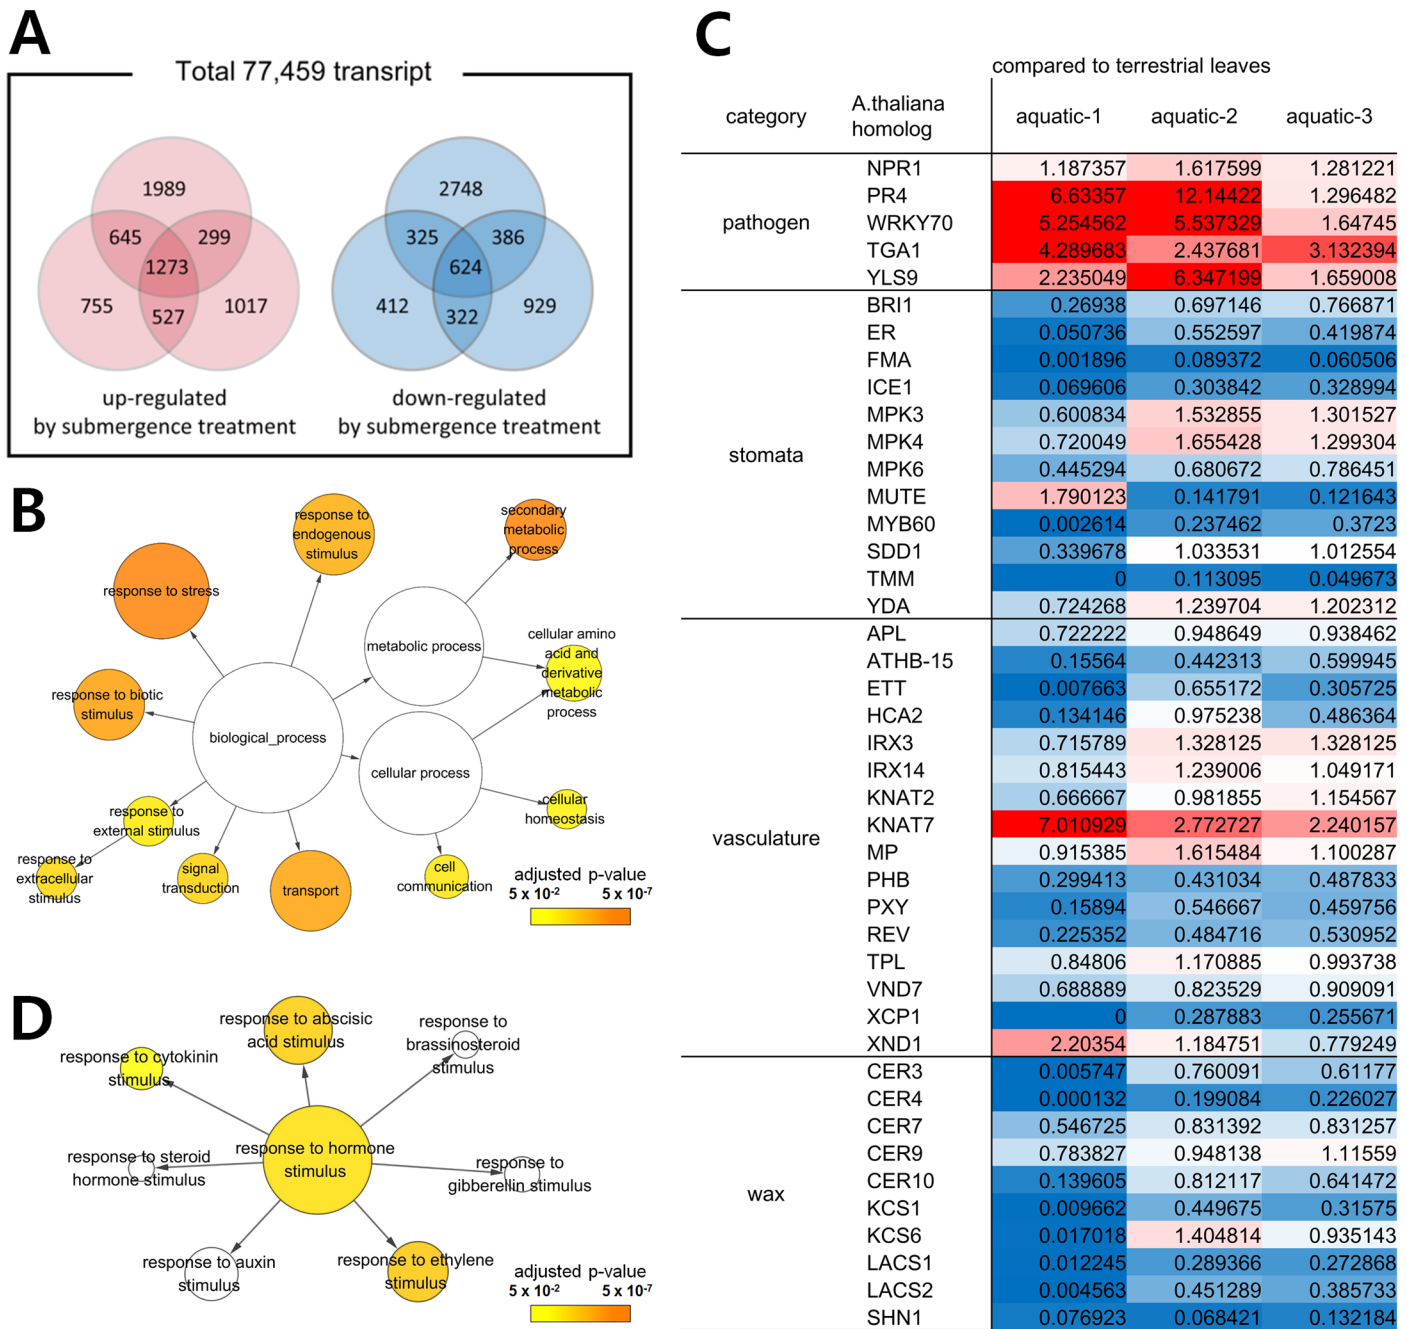 A
Total 77,459 transript
1989
645
299
1273
755
527
1017
2748
325
386
624
412
322
929
up-regulated
by submergence treatment
down-regulated
by submergence treatment
B
response to
endogenous
stimulus
secondary
metabolic
process
response to stress
metabolic process
cellular amino
acid and
derivative
metabolic
process
response to biotic
stimulus
biological_process
cellular process
response to
external stimulus
cellular
homeostasis
response to
extracellular
stimulus
signal
transduction
transport
cell
communication
adjusted p-value
5 x 10-2 5 x 10-7
D
response to abscisic
acid stimulus
response to
brassinosteroid
stimulus
response to cytokinin
stimulus
response to hormone
stimulus
response to steroid
hormone stimulus
response to
gibberellin stimulus
response to auxin
stimulus
response to ethylene
stimulus
adjusted p-value
5 x 10-2 5 x 10-7
C
compared to terrestrial leaves
category
A.thaliana
homolog
aquatic-1 aquatic-2 aquatic-3
pathogen
NPR1 1.187357 1.617599 1.281221
PR4 6.63357 12.14422 1.296482
WRKY70 5.254562 5.537329 1.64745
TGA1 4.289683 2.437681 3.132394
YLS9 2.235049 6.347199 1.659008
stomata
BRI1 0.26938 0.697146 0.766871
ER 0.050736 0.552597 0.419874
FMA 0.001896 0.089372 0.060506
ICE1 0.069606 0.303842 0.328994
MPK3 0.600834 1.532855 1.301527
MPK4 0.720049 1.655428 1.299304
MPK6 0.445294 0.680672 0.786451
MUTE 1.790123 0.141791 0.121643
MYB60 0.002614 0.237462 0.3723
SDD1 0.339678 1.033531 1.012554
TMM 0 0.113095 0.049673
YDA 0.724268 1.239704 1.202312
vasculature
APL 0.722222 0.948649 0.938462
ATHB-15 0.15564 0.442313 0.599945
ETT 0.007663 0.655172 0.305725
HCA2 0.134146 0.975238 0.486364
IRX3 0.715789 1.328125 1.328125
IRX14 0.815443 1.239006 1.049171
KNAT2 0.666667 0.981855 1.154567
KNAT7 7.010929 2.772727 2.240157
MP 0.915385 1.615484 1.100287
PHB 0.299413 0.431034 0.487833
PXY 0.15894 0.546667 0.459756
REV 0.225352 0.484716 0.530952
TPL 0.84806 1.170885 0.993738
VND7 0.688889 0.823529 0.909091
XCP1 0 0.287883 0.255671
XND1 2.20354 1.184751 0.779249
wax
CER3 0.005747 0.760091 0.61177
CER4 0.000132 0.199084 0.226027
CER7 0.546725 0.831392 0.831257
CER9 0.783827 0.948138 1.11559
CER10 0.139605 0.812117 0.641472
KCS1 0.009662 0.449675 0.31575
KCS6 0.017018 1.404814 0.935143
LACS1 0.012245 0.289366 0.272868
LACS2 0.004563 0.451289 0.385733
SHN1 0.076923 0.068421 0.132184